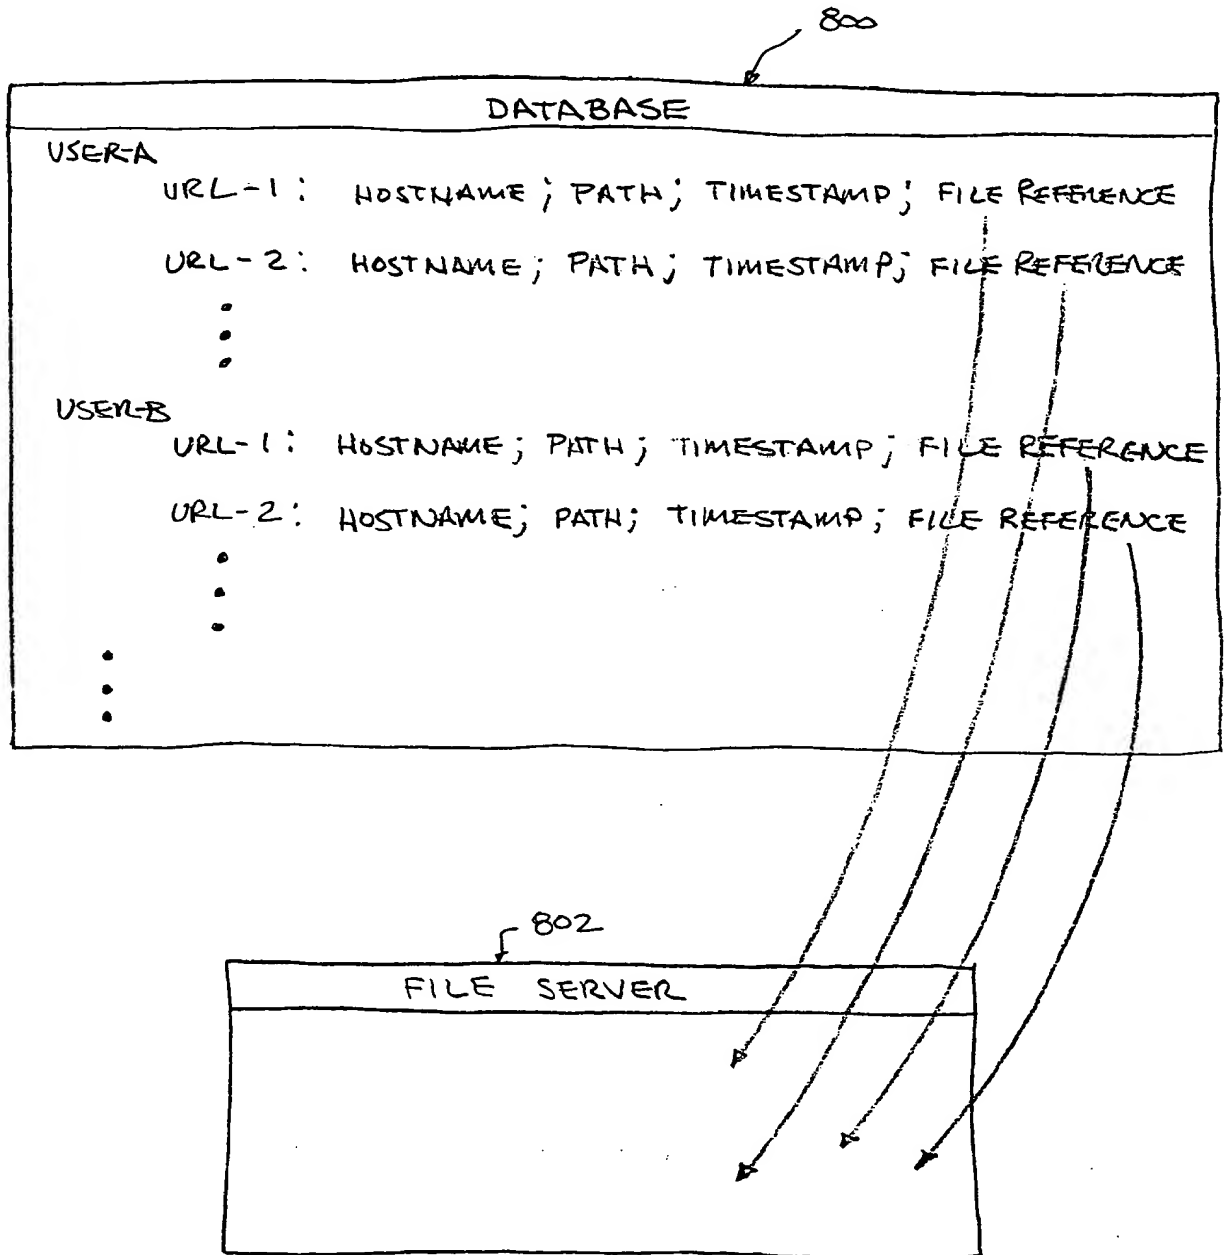 800
DATABASE
USER-A
URL-1: HOSTNAME; PATH; TIMESTAMP; FILE REFERENCE
URL-2: HOSTNAME; PATH; TIMESTAMP; FILE REFERENCE
USER-B
URL-1: HOSTNAME; PATH; TIMESTAMP; FILE REFERENCE
URL-2: HOSTNAME; PATH; TIMESTAMP; FILE REFERENCE
802
FILE SERVER